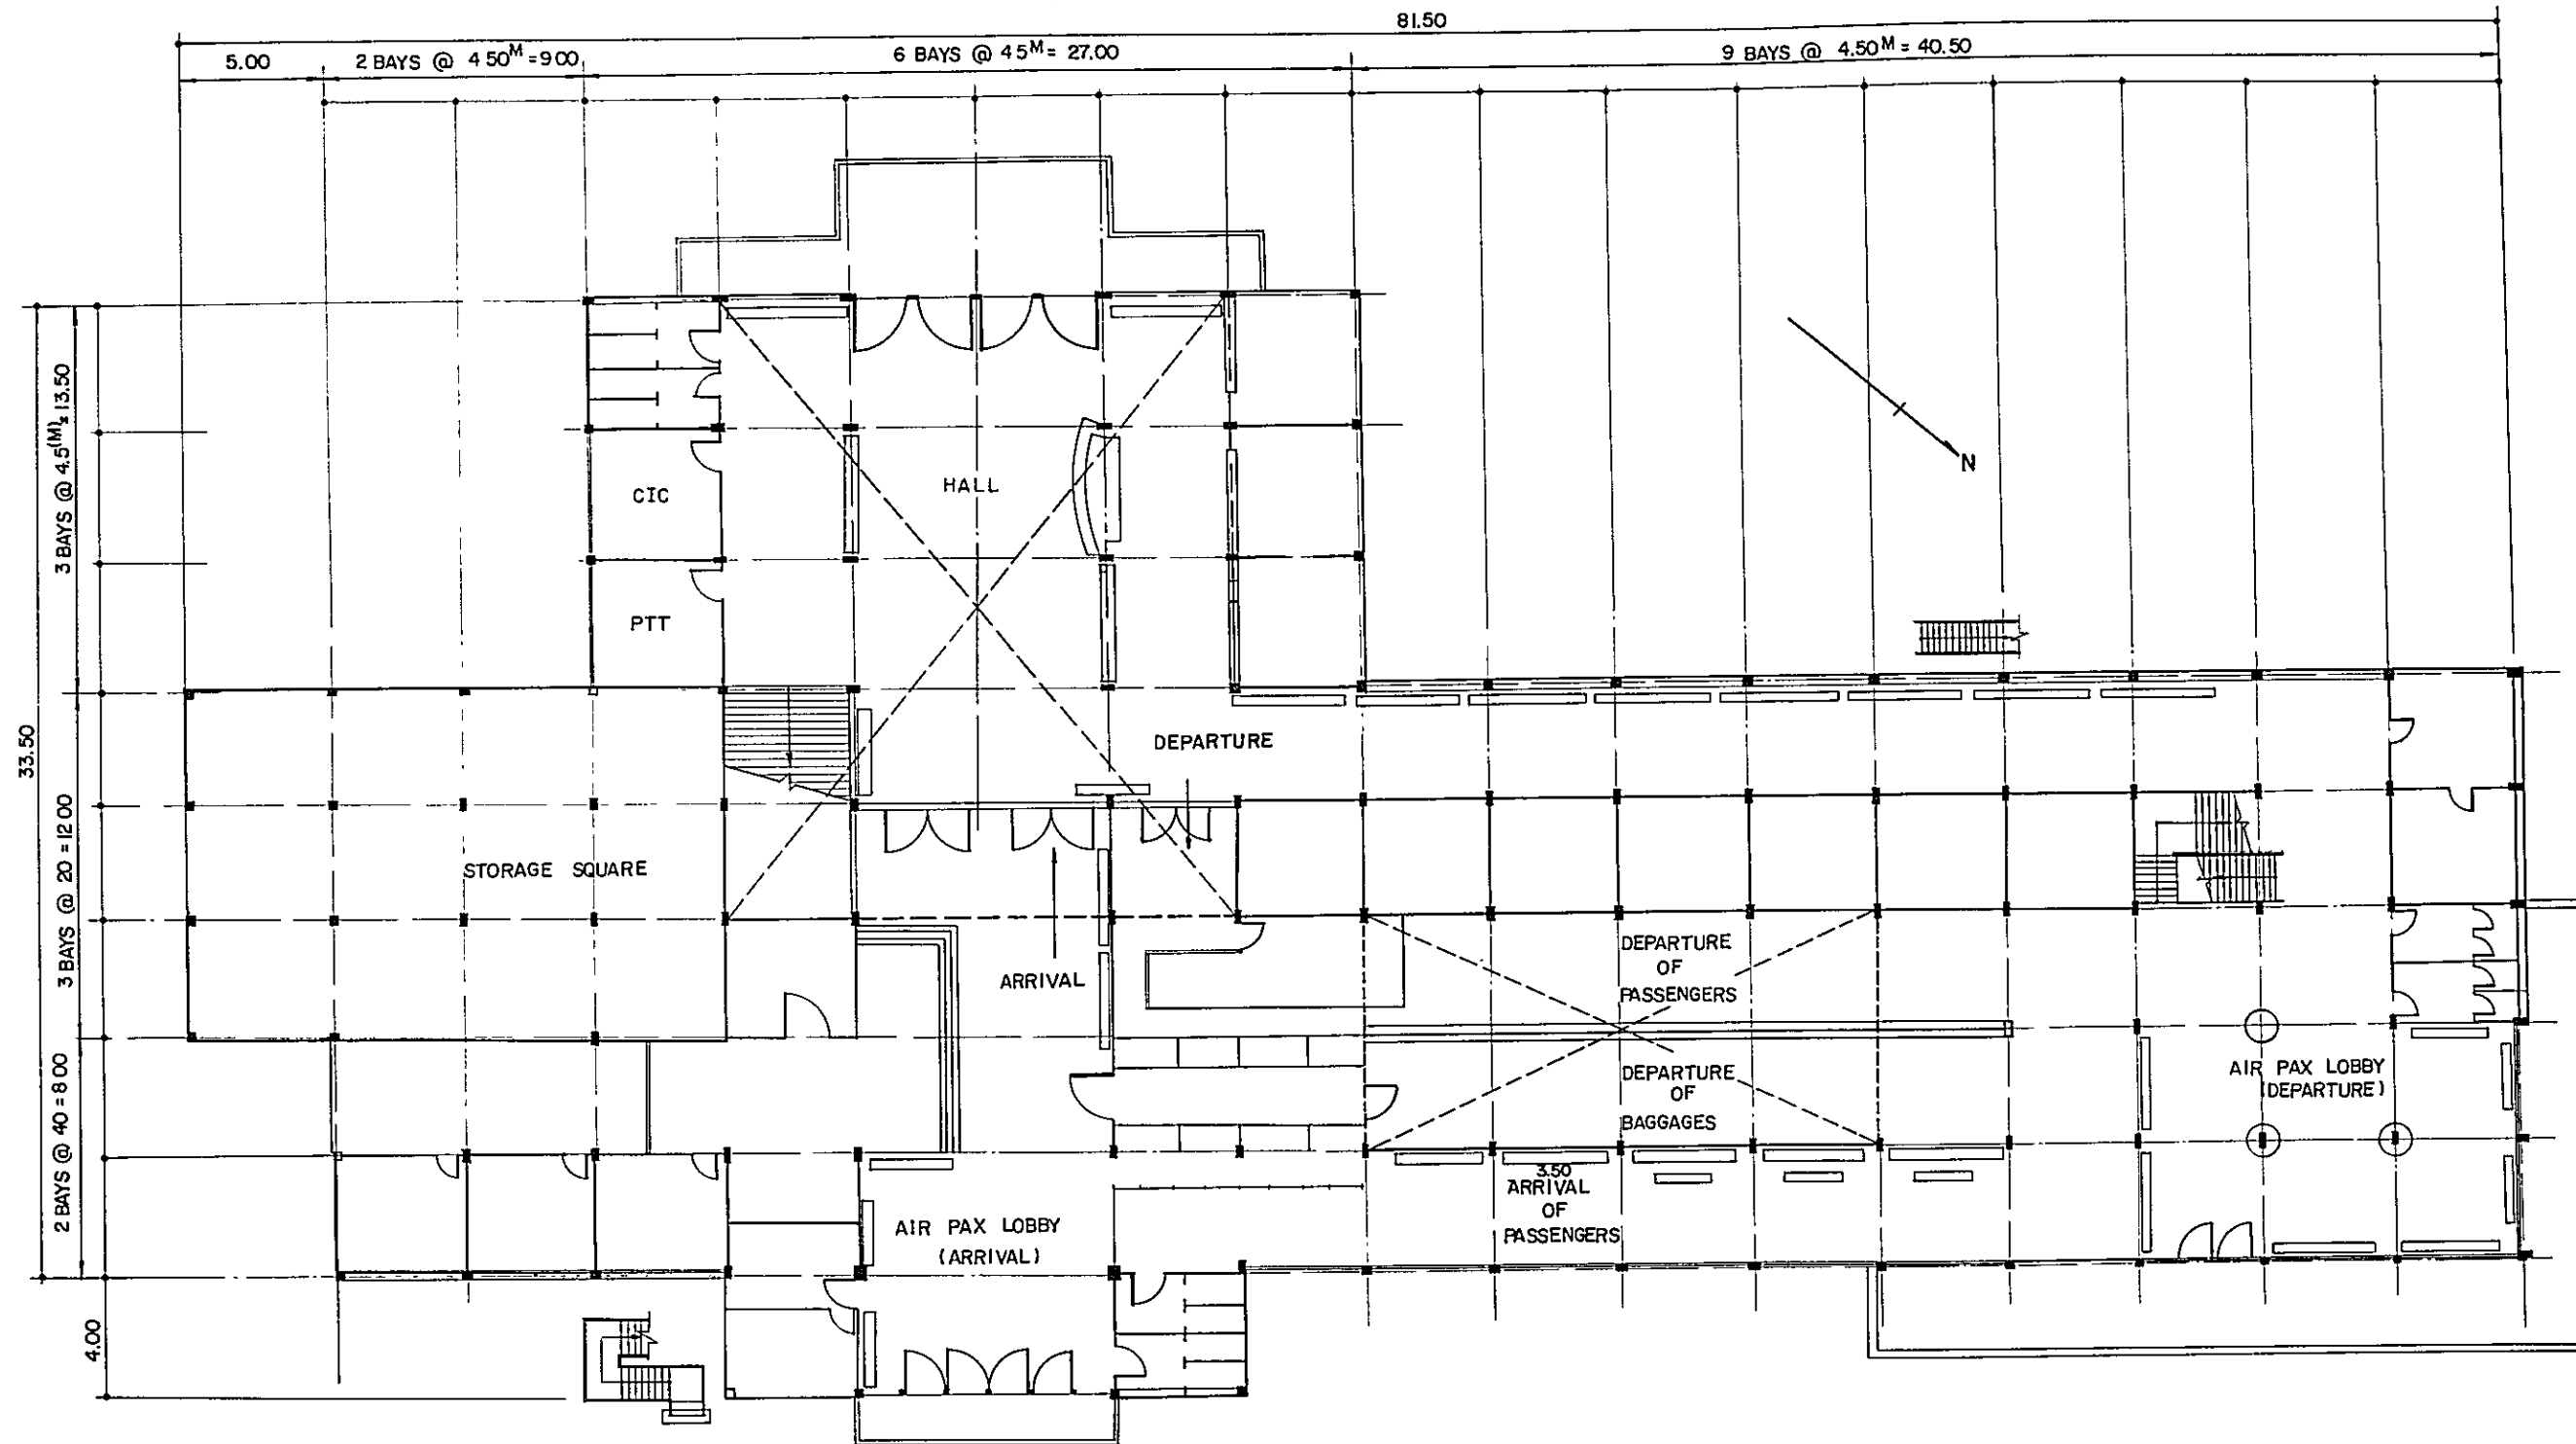 81.50
5.00
2 BAYS @ 4 50M =9 00
6 BAYS @ 4 5M = 27.00
9 BAYS @ 4.50M = 40.50
3 BAYS @ 4.5(M)= 13.50
33.50
3 BAYS @ 20 = 12 00
2 BAYS @ 40 = 8 00
4.00
N
CIC
HALL
PTT
DEPARTURE
STORAGE SQUARE
ARRIVAL
DEPARTURE
OF
PASSENGERS
DEPARTURE
OF
BAGGAGES
AIR PAX LOBBY
(DEPARTURE)
3.50
ARRIVAL
OF
PASSENGERS
AIR PAX LOBBY
(ARRIVAL)